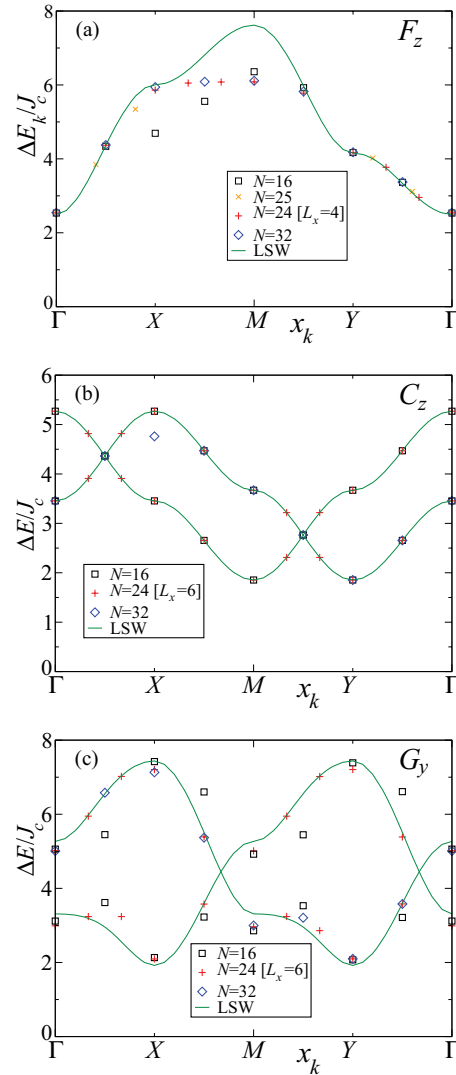 (a)
F_z
8
6
4
2
0
ΔE_k/J_c
N=16
N=25
N=24 [L_x=4]
N=32
LSW
Γ X M x_k Y Γ
(b)
C_z
6
5
4
3
2
1
0
ΔE/J_c
N=16
N=24 [L_x=6]
N=32
LSW
Γ X M x_k Y Γ
(c)
G_y
8
6
4
2
0
ΔE/J_c
N=16
N=24 [L_x=6]
N=32
LSW
Γ X M x_k Y Γ